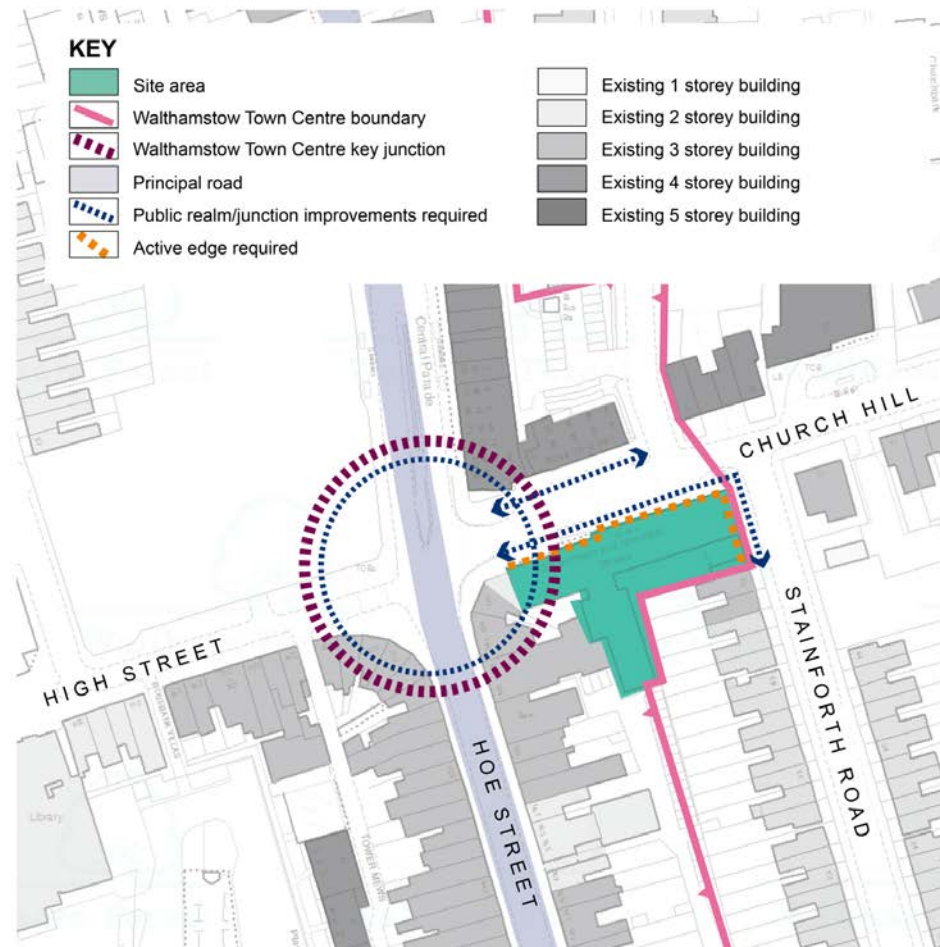 KEY
Site area
Walthamstow Town Centre boundary
Walthamstow Town Centre key junction
Principal road
Public realm/junction improvements required
Active edge required
Existing 1 storey building
Existing 2 storey building
Existing 3 storey building
Existing 4 storey building
Existing 5 storey building
Central Parade
CHURCH HILL
HIGH STREET
STAINFORTH ROAD
HOE STREET
Library
TOWER MEWS